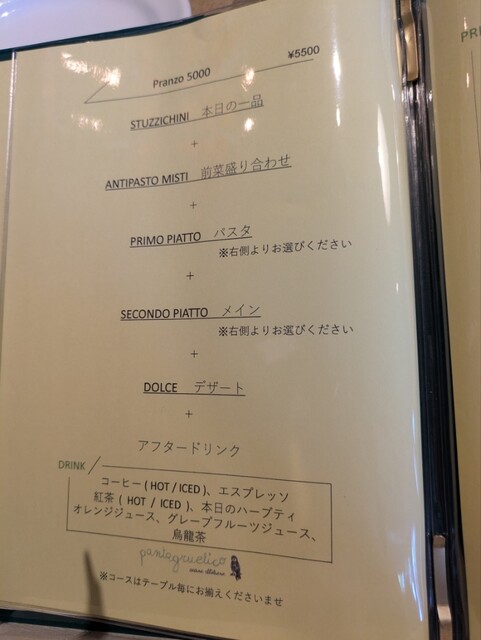 Pranzo 5000 ¥5500
STUZZICHINI 本日の一品
+
ANTIPASTO MISTI 前菜盛り合わせ
+
PRIMO PIATTO パスタ
※右側よりお選びください
+
SECONDO PIATTO メイン
※右側よりお選びください
+
DOLCE デザート
+
アフタードリンク
DRINK
コーヒー ( HOT / ICED )、エスプレッソ
紅茶 ( HOT / ICED )、本日のハーブティ
オレンジジュース、グレープフルーツジュース、
烏龍茶
pantagruelico
※コースはテーブル毎にお揃えくださいませ
PRI